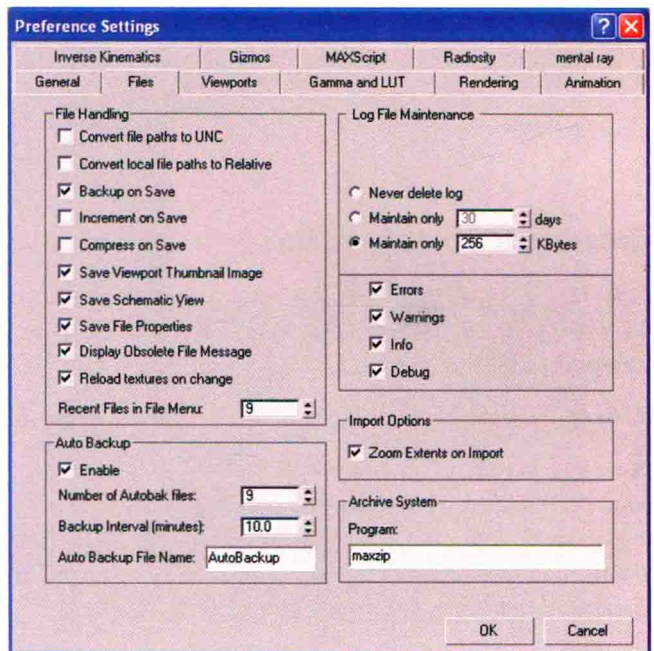 Preference Settings
Inverse Kinematics Gizmos MAXScript Radiosity mental ray
General Files Viewports Gamma and LUT Rendering Animation
File Handling
Convert file paths to UNC
Convert local file paths to Relative
Backup on Save
Increment on Save
Compress on Save
Save Viewport Thumbnail Image
Save Schematic View
Save File Properties
Display Obsolete File Message
Reload textures on change
Recent Files in File Menu: 9
Auto Backup
Enable
Number of Autobak files: 9
Backup Interval (minutes): 10.0
Auto Backup File Name: AutoBackup
Log File Maintenance
Never delete log
Maintain only 30 days
Maintain only 256 KBytes
Errors
Warnings
Info
Debug
Import Options
Zoom Extents on Import
Archive System
Program:
maxzip
OK Cancel